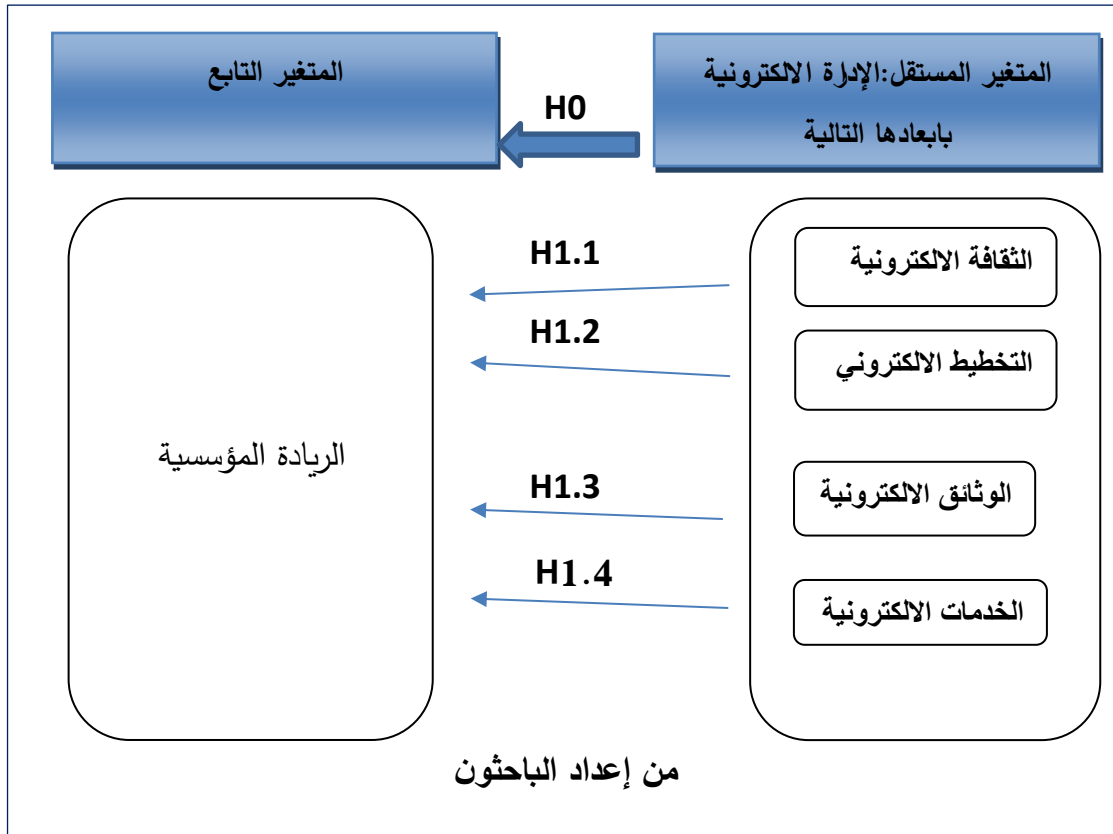 المتغير المستقل:الإدارة الالكترونية
بابعادها التالية
H0
المتغير التابع
الثقافة الالكترونية
H1.1
التخطيط الالكتروني
H1.2
الوثائق الالكترونية
H1.3
الخدمات الالكترونية
H1.4
الريادة المؤسسية
من إعداد الباحثون